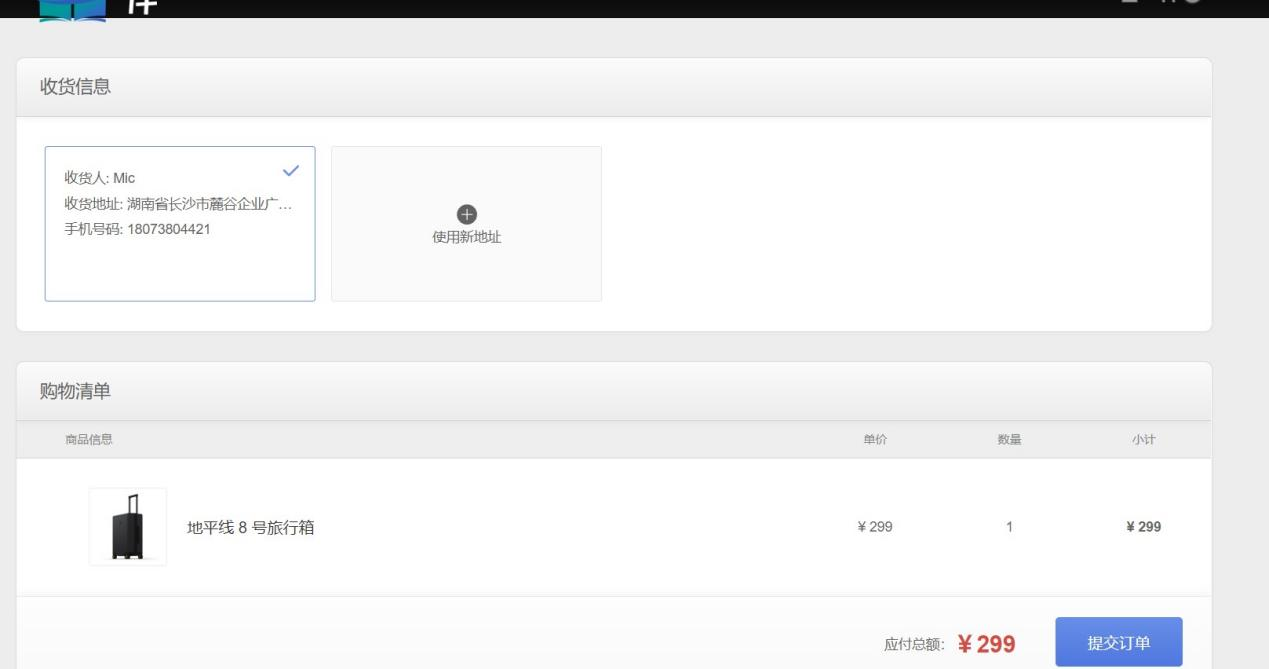 收货信息
收货人: Mic
收货地址: 湖南省长沙市麓谷企业广…
手机号码: 18073804421
使用新地址
购物清单
商品信息 单价 数量 小计
地平线 8 号旅行箱 ¥ 299 1 ¥ 299
应付总额: ¥ 299 提交订单